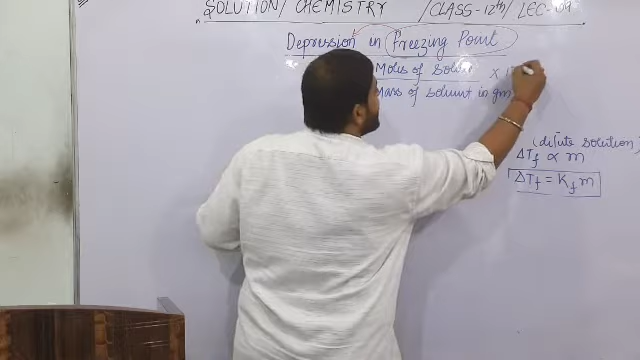 SOLUTION/ CHEMISTRY /CLASS-12th/ LEC-
Depression in Freezing Point
Moles of Solute X
Mass of solvent in gm
(dilute solution)
ΔTf ∝ m
ΔTf = Kf m